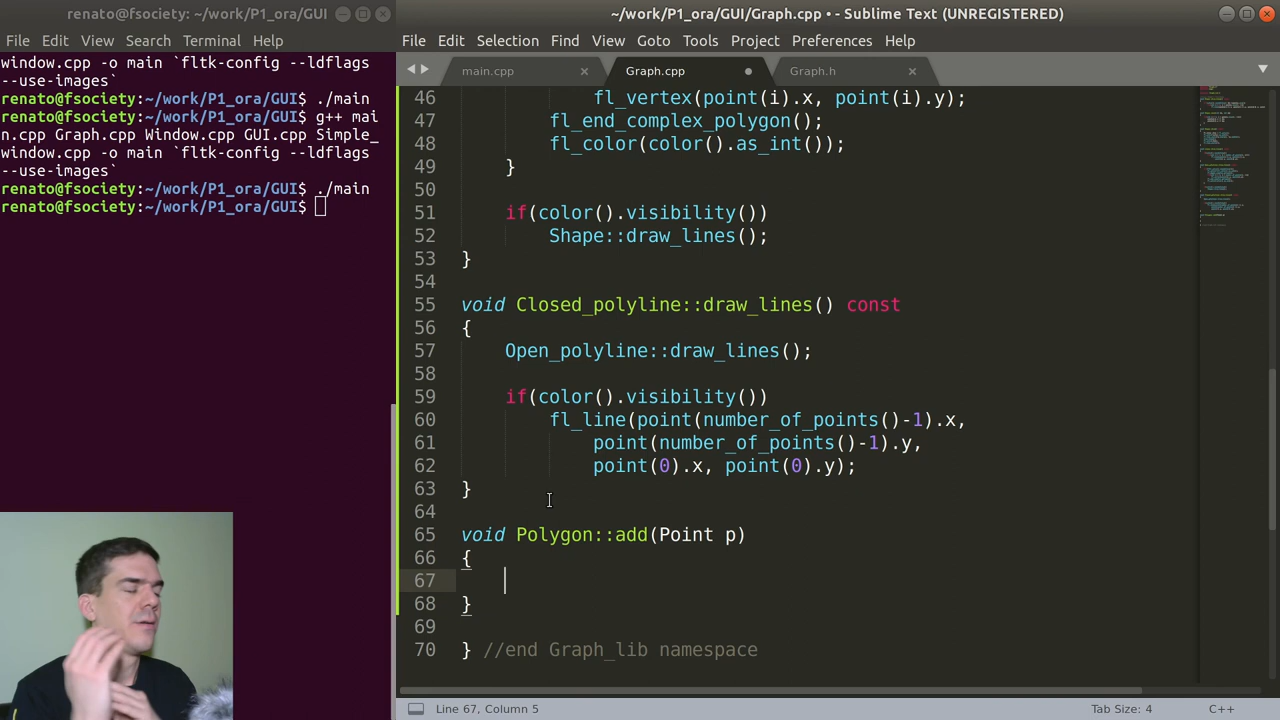 renato@fsociety: ~/work/P1_ora/GUI
File Edit View Search Terminal Help
window.cpp -o main `fltk-config --ldflags
--use-images`
renato@fsociety:~/work/P1_ora/GUI$ ./main
renato@fsociety:~/work/P1_ora/GUI$ g++ mai
n.cpp Graph.cpp Window.cpp GUI.cpp Simple_
window.cpp -o main `fltk-config --ldflags
--use-images`
renato@fsociety:~/work/P1_ora/GUI$ ./main
renato@fsociety:~/work/P1_ora/GUI$
~/work/P1_ora/GUI/Graph.cpp • - Sublime Text (UNREGISTERED)
File Edit Selection Find View Goto Tools Project Preferences Help
main.cpp Graph.cpp Graph.h
46 fl_vertex(point(i).x, point(i).y);
47 fl_end_complex_polygon();
48 fl_color(color().as_int());
49 }
50
51 if(color().visibility())
52 Shape::draw_lines();
53 }
54
55 void Closed_polyline::draw_lines() const
56 {
57 Open_polyline::draw_lines();
58
59 if(color().visibility())
60 fl_line(point(number_of_points()-1).x,
61 point(number_of_points()-1).y,
62 point(0).x, point(0).y);
63 }
64
65 void Polygon::add(Point p)
66 {
67
68 }
69
70 } //end Graph_lib namespace
Line 67, Column 5
Tab Size: 4
C++